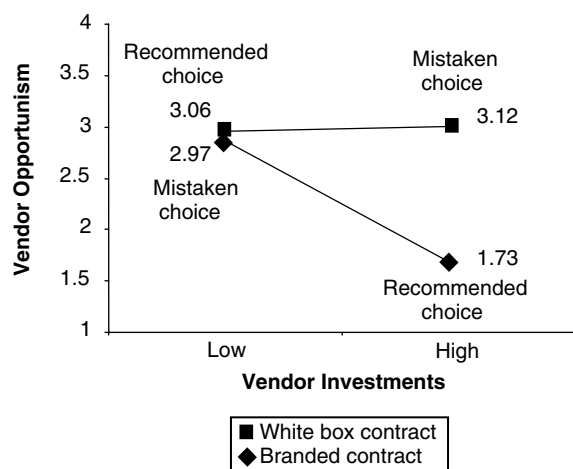 4
3.5
3
2.5
2
1.5
1
Vendor Opportunism
Recommended
choice
3.06
2.97
Mistaken
choice
Mistaken
choice
3.12
1.73
Recommended
choice
Low
High
Vendor Investments
White box contract
Branded contract